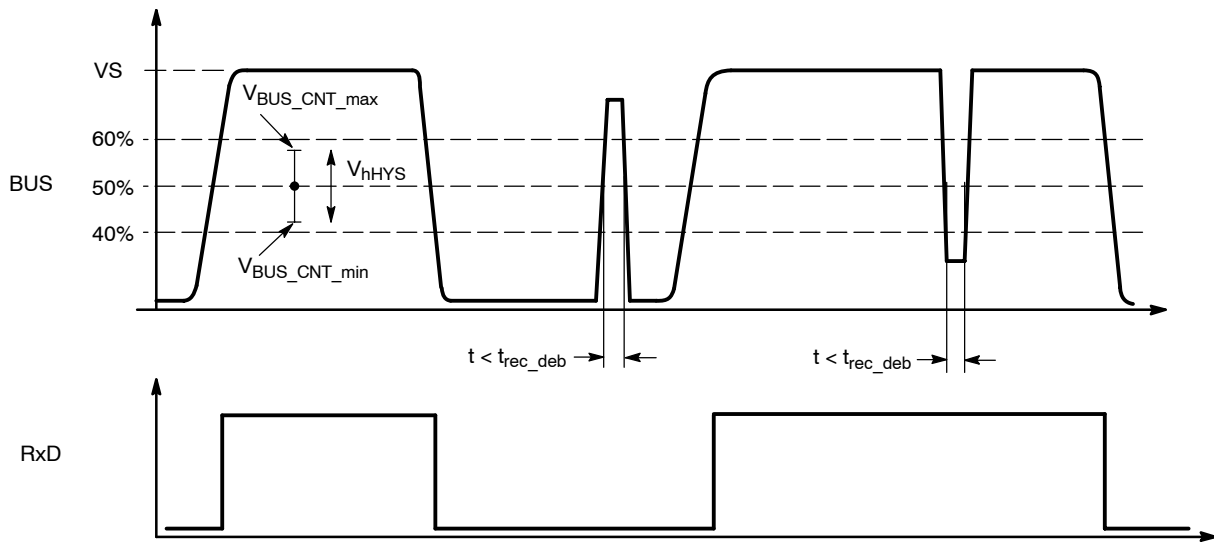 VS
V_BUS_CNT_max
60%
V_hHYS
BUS
50%
40%
V_BUS_CNT_min
t < t_rec_deb
t < t_rec_deb
RxD